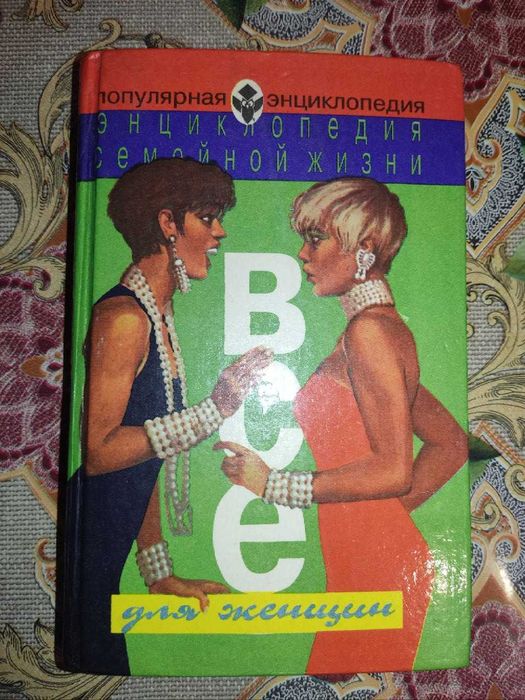 популярная энциклопедия
энциклопедия
семейной жизни
все
для женщин